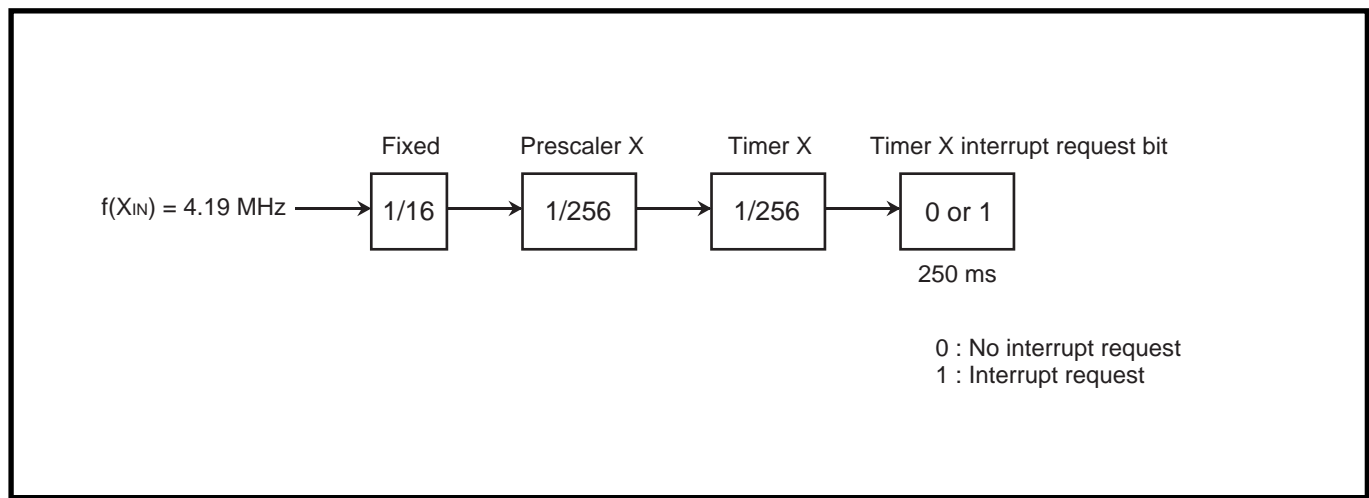 Fixed Prescaler X Timer X Timer X interrupt request bit
f(XIN) = 4.19 MHz 1/16 1/256 1/256 0 or 1
250 ms
0 : No interrupt request
1 : Interrupt request